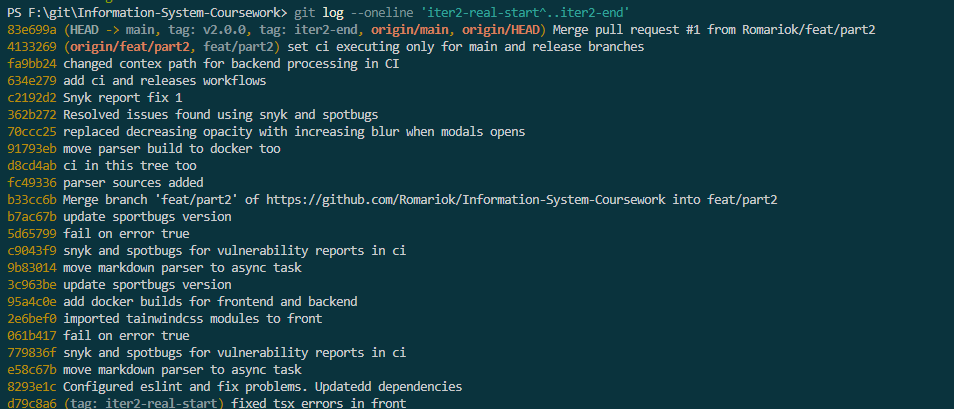 PS F:\git\Information-System-Coursework> git log --oneline 'iter2-real-start^..iter2-end'
83e699a (HEAD -> main, tag: v2.0.0, tag: iter2-end, origin/main, origin/HEAD) Merge pull request #1 from Romariok/feat/part2
4133269 (origin/feat/part2, feat/part2) set ci executing only for main and release branches
fa9bb24 changed contex path for backend processing in CI
634e279 add ci and releases workflows
c2192d2 Snyk report fix 1
362b272 Resolved issues found using snyk and spotbugs
70ccc25 replaced decreasing opacity with increasing blur when modals opens
91793eb move parser build to docker too
d8cd4ab ci in this tree too
fc49336 parser sources added
b33cc6b Merge branch 'feat/part2' of https://github.com/Romariok/Information-System-Coursework into feat/part2
b7ac67b update sportbugs version
5d65799 fail on error true
c9043f9 snyk and spotbugs for vulnerability reports in ci
9b83014 move markdown parser to async task
3c963be update sportbugs version
95a4c0e add docker builds for frontend and backend
2e6bef0 imported tainwindcss modules to front
061b417 fail on error true
779836f snyk and spotbugs for vulnerability reports in ci
e58c67b move markdown parser to async task
8293e1c Configured eslint and fix problems. Updatedd dependencies
d79c8a6 (tag: iter2-real-start) fixed tsx errors in front